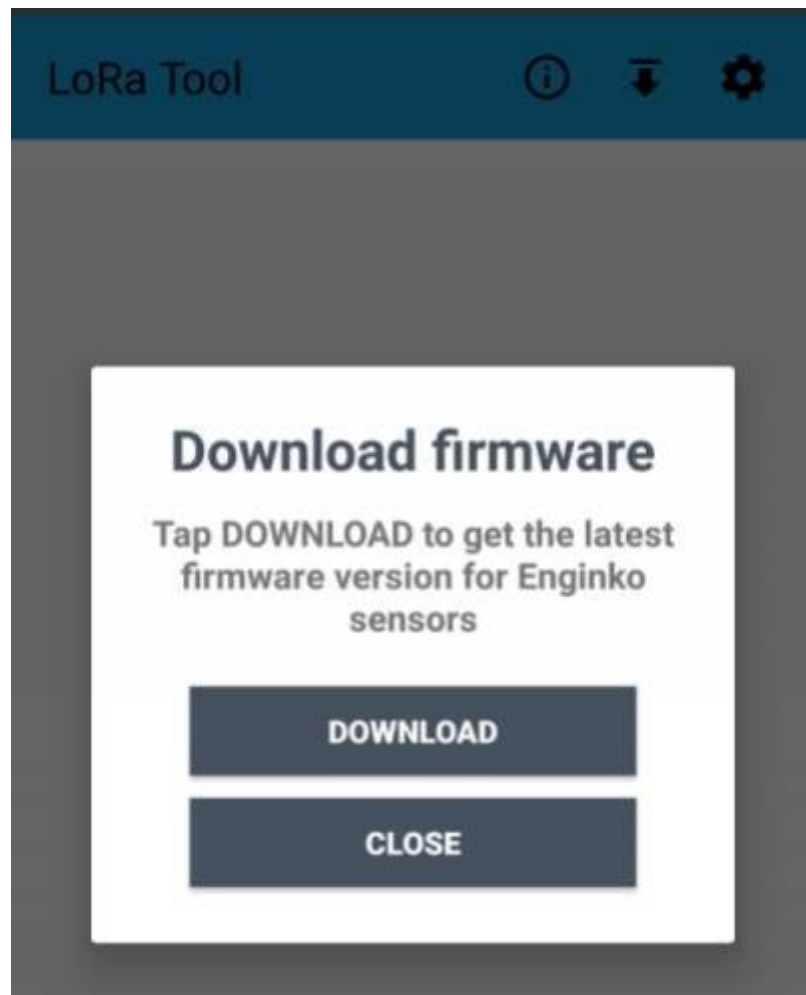 LoRa Tool
Download firmware
Tap DOWNLOAD to get the latest
firmware version for Enginko
sensors
DOWNLOAD
CLOSE